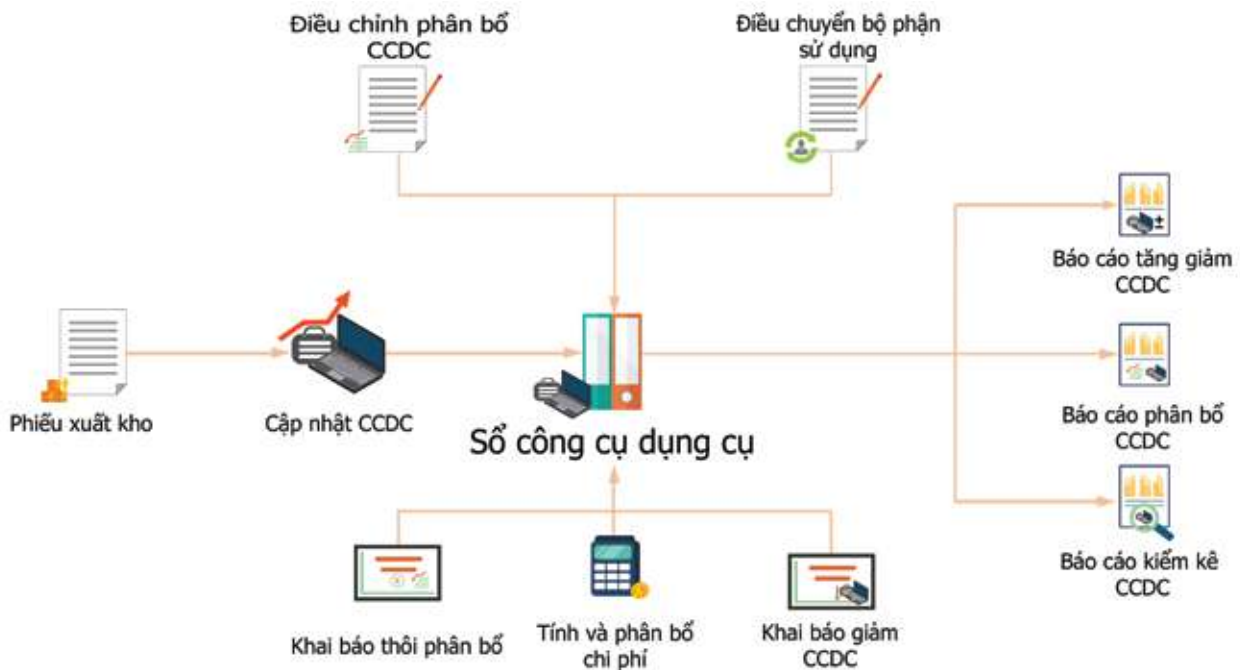 Điều chỉnh phân bổ
CCDC
Điều chuyển bộ phận
sử dụng
Báo cáo tăng giảm
CCDC
Phiếu xuất kho
Cập nhật CCDC
Sổ công cụ dụng cụ
Báo cáo phân bổ
CCDC
Báo cáo kiểm kê
CCDC
Khai báo thôi phân bổ
Tính và phân bổ
chi phí
Khai báo giảm
CCDC